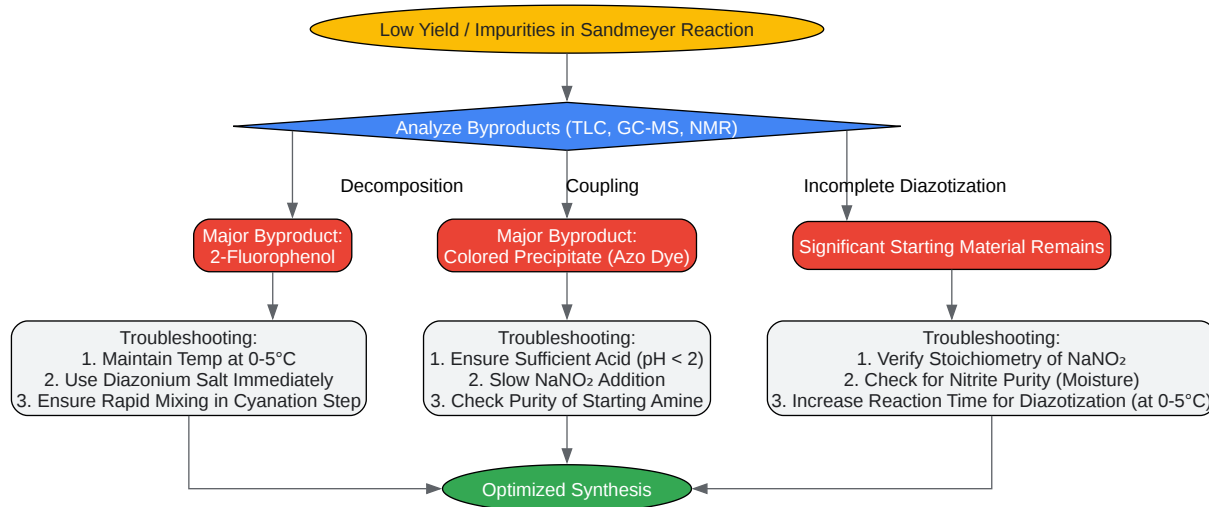 Low Yield / Impurities in Sandmeyer Reaction
Analyze Byproducts (TLC, GC-MS, NMR)
Decomposition
Coupling
Incomplete Diazotization
Major Byproduct:
2-Fluorophenol
Major Byproduct:
Colored Precipitate (Azo Dye)
Significant Starting Material Remains
Troubleshooting:
1. Maintain Temp at 0-5°C
2. Use Diazonium Salt Immediately
3. Ensure Rapid Mixing in Cyanation Step
Troubleshooting:
1. Ensure Sufficient Acid (pH < 2)
2. Slow NaNO₂ Addition
3. Check Purity of Starting Amine
Troubleshooting:
1. Verify Stoichiometry of NaNO₂
2. Check for Nitrite Purity (Moisture)
3. Increase Reaction Time for Diazotization (at 0-5°C)
Optimized Synthesis